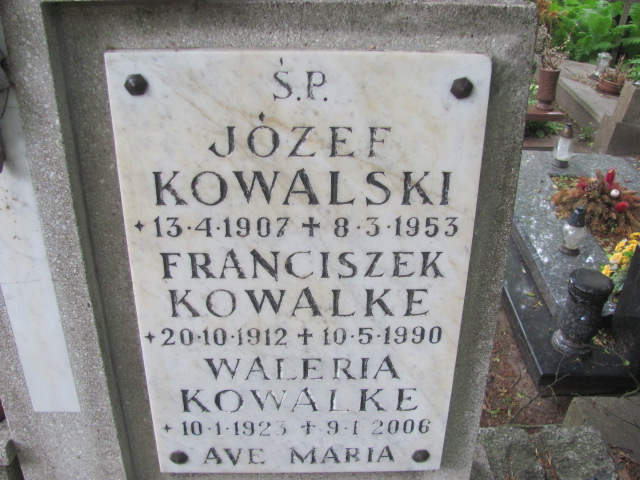 Ś.P.
JÓZEF
KOWALSKI
*13·4·1907 ✝ 8·3·1953
FRANCISZEK
KOWALKE
*20·10·1912 ✝ 10·5·1990
WALERIA
KOWALKE
*10·1·1923 ✝ 9·1·2006
AVE MARIA